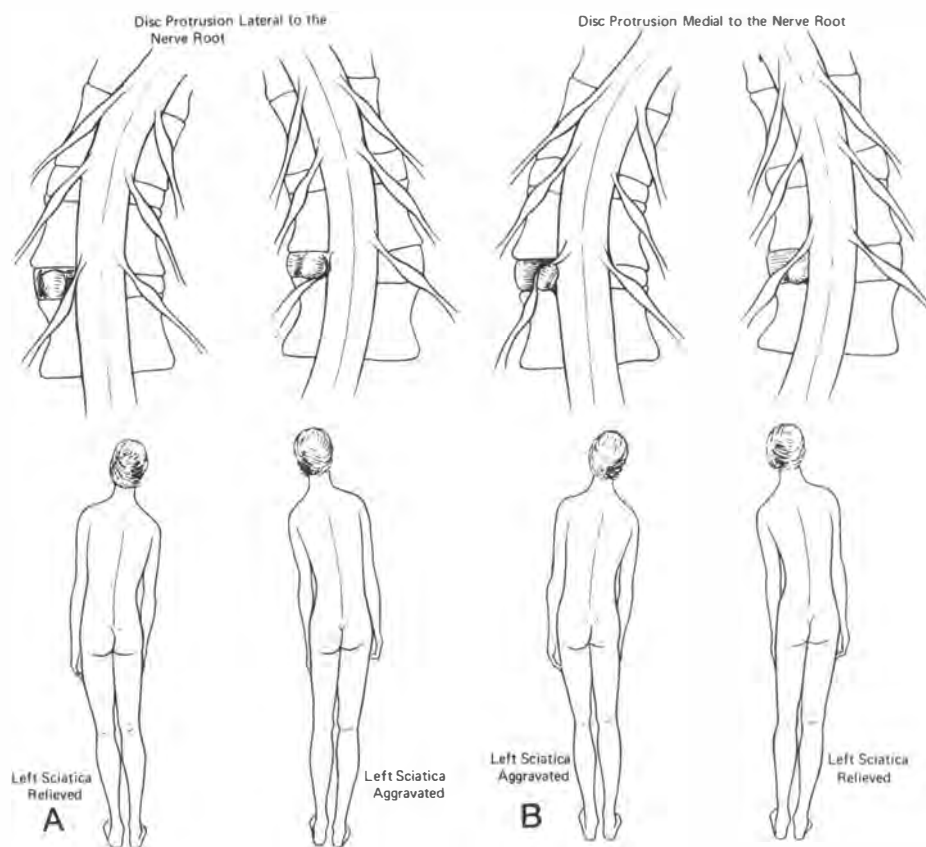 Disc Protrusion Lateral to the
Nerve Root
Disc Protrusion Medial to the Nerve Root
Left Sciatica
Relieved
A
Left Sciatica
Aggravated
Left Sciatica
Aggravated
B
Left Sciatica
Relieved